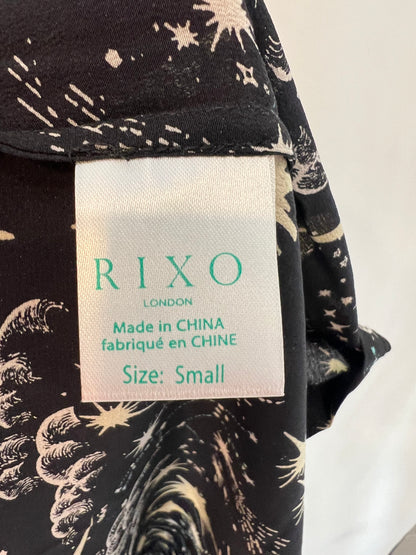 RIXO
LONDON
Made in CHINA
fabriqué en CHINE
Size: Small